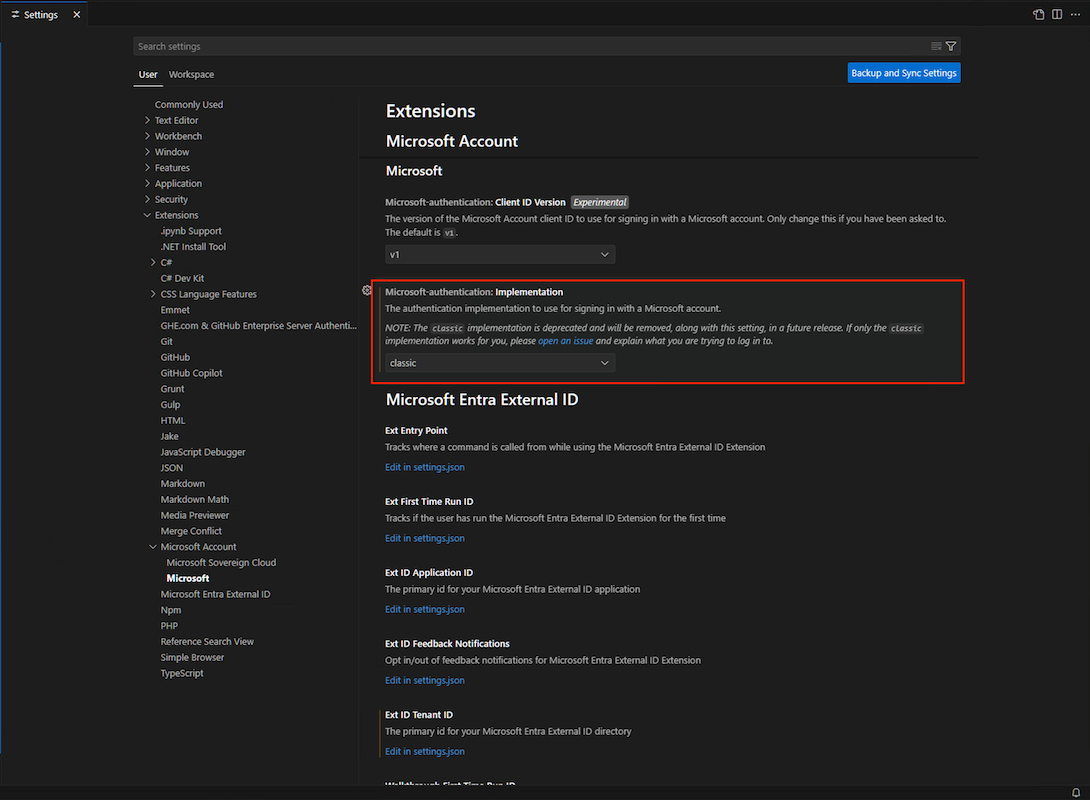 Settings
Search settings
User Workspace
Backup and Sync Settings
Commonly Used
Text Editor
Workbench
Window
Features
Application
Security
Extensions
.ipynb Support
.NET Install Tool
C#
C# Dev Kit
CSS Language Features
Emmet
GHE.com & GitHub Enterprise Server Authenti...
Git
GitHub
GitHub Copilot
Grunt
Gulp
HTML
Jake
JavaScript Debugger
JSON
Markdown
Markdown Math
Media Previewer
Merge Conflict
Microsoft Account
Microsoft Sovereign Cloud
Microsoft
Microsoft Entra External ID
Npm
PHP
Reference Search View
Simple Browser
TypeScript
Extensions
Microsoft Account
Microsoft
Microsoft-authentication: Client ID Version Experimental
The version of the Microsoft Account client ID to use for signing in with a Microsoft account. Only change this if you have been asked to.
The default is v1.
v1
Microsoft-authentication: Implementation
The authentication implementation to use for signing in with a Microsoft account.
NOTE: The classic implementation is deprecated and will be removed, along with this setting, in a future release. If only the classic
implementation works for you, please open an issue and explain what you are trying to log in to.
classic
Microsoft Entra External ID
Ext Entry Point
Tracks where a command is called from while using the Microsoft Entra External ID Extension
Edit in settings.json
Ext First Time Run ID
Tracks if the user has run the Microsoft Entra External ID Extension for the first time
Edit in settings.json
Ext ID Application ID
The primary id for your Microsoft Entra External ID application
Edit in settings.json
Ext ID Feedback Notifications
Opt in/out of feedback notifications for Microsoft Entra External ID Extension
Edit in settings.json
Ext ID Tenant ID
The primary id for your Microsoft Entra External ID directory
Edit in settings.json
Walkthrough First Time Run ID